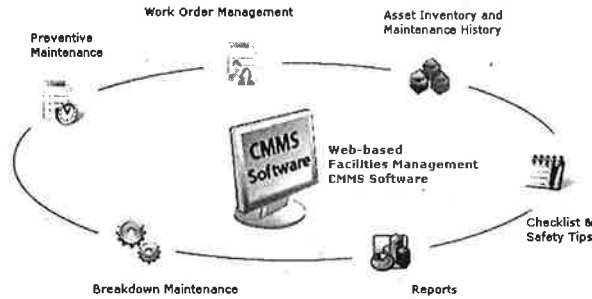 Work Order Management
Asset Inventory and
Maintenance History
Preventive
Maintenance
CMMS
Software
Web-based
Facilities Management
CMMS Software
Checklist &
Safety Tips
Breakdown Maintenance
Reports